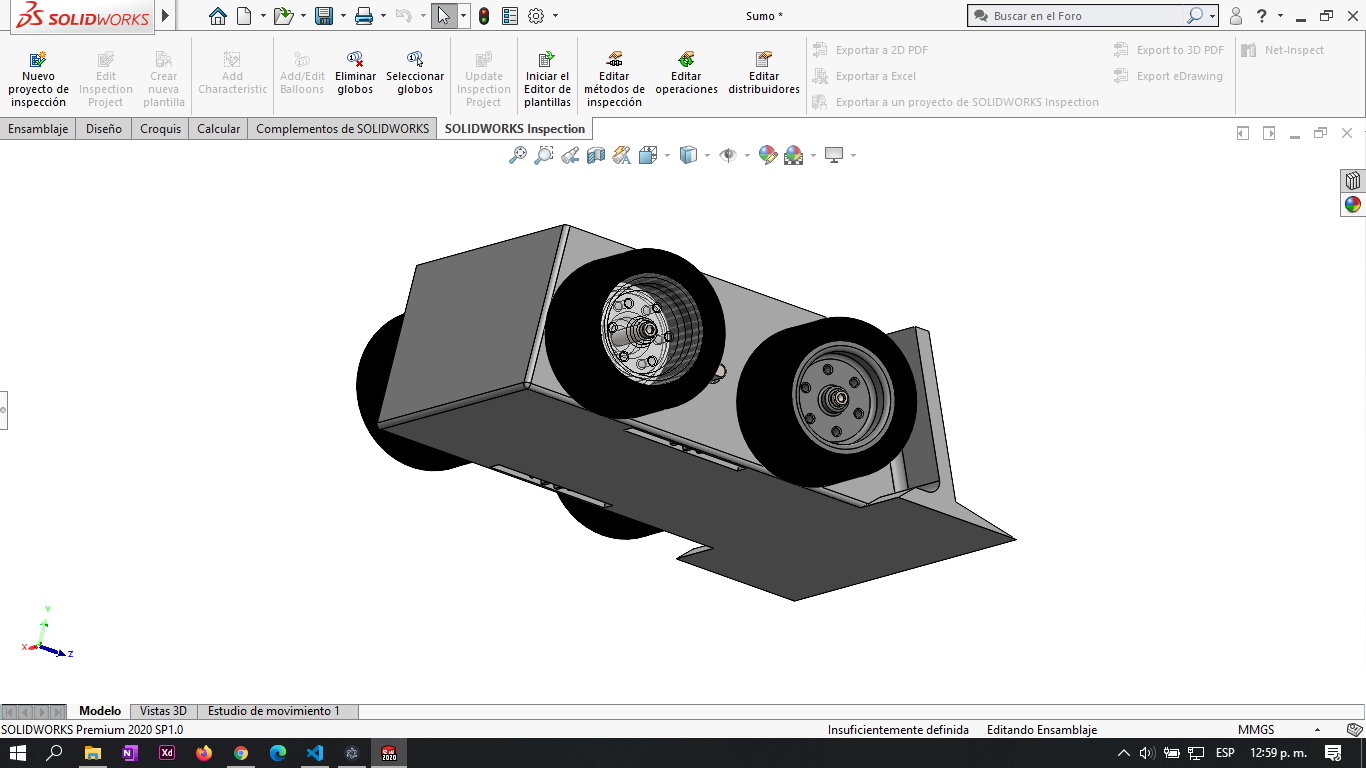 SOLIDWORKS
Sumo *
Buscar en el Foro
Nuevo
proyecto de
inspección
Edit
Inspection
Project
Crear
nueva
plantilla
Add
Characteristic
Add/Edit
Balloons
Eliminar
globos
Seleccionar
globos
Update
Inspection
Project
Iniciar el
Editor de
plantillas
Editar
métodos de
inspección
Editar
operaciones
Editar
distribuidores
Exportar a 2D PDF
Exportar a Excel
Exportar a un proyecto de SOLIDWORKS Inspection
Export to 3D PDF
Export eDrawing
Net-Inspect
Ensamblaje
Diseño
Croquis
Calcular
Complementos de SOLIDWORKS
SOLIDWORKS Inspection
Y
X
Z
Modelo
Vistas 3D
Estudio de movimiento 1
SOLIDWORKS Premium 2020 SP1.0
Insuficientemente definida
Editando Ensamblaje
MMGS
N
Xd
SW
2020
ESP
12:59 p. m.